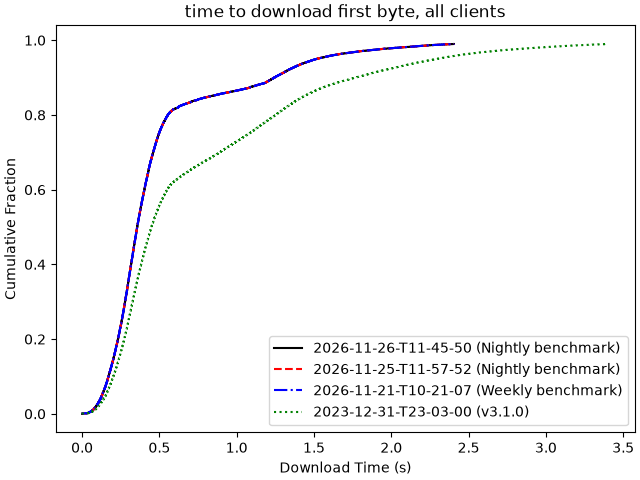 time to download first byte, all clients
1.0
0.8
0.6
0.4
0.2
0.0
Cumulative Fraction
2026-11-26-T11-45-50 (Nightly benchmark)
2026-11-25-T11-57-52 (Nightly benchmark)
2026-11-21-T10-21-07 (Weekly benchmark)
2023-12-31-T23-03-00 (v3.1.0)
0.0 0.5 1.0 1.5 2.0 2.5 3.0 3.5
Download Time (s)